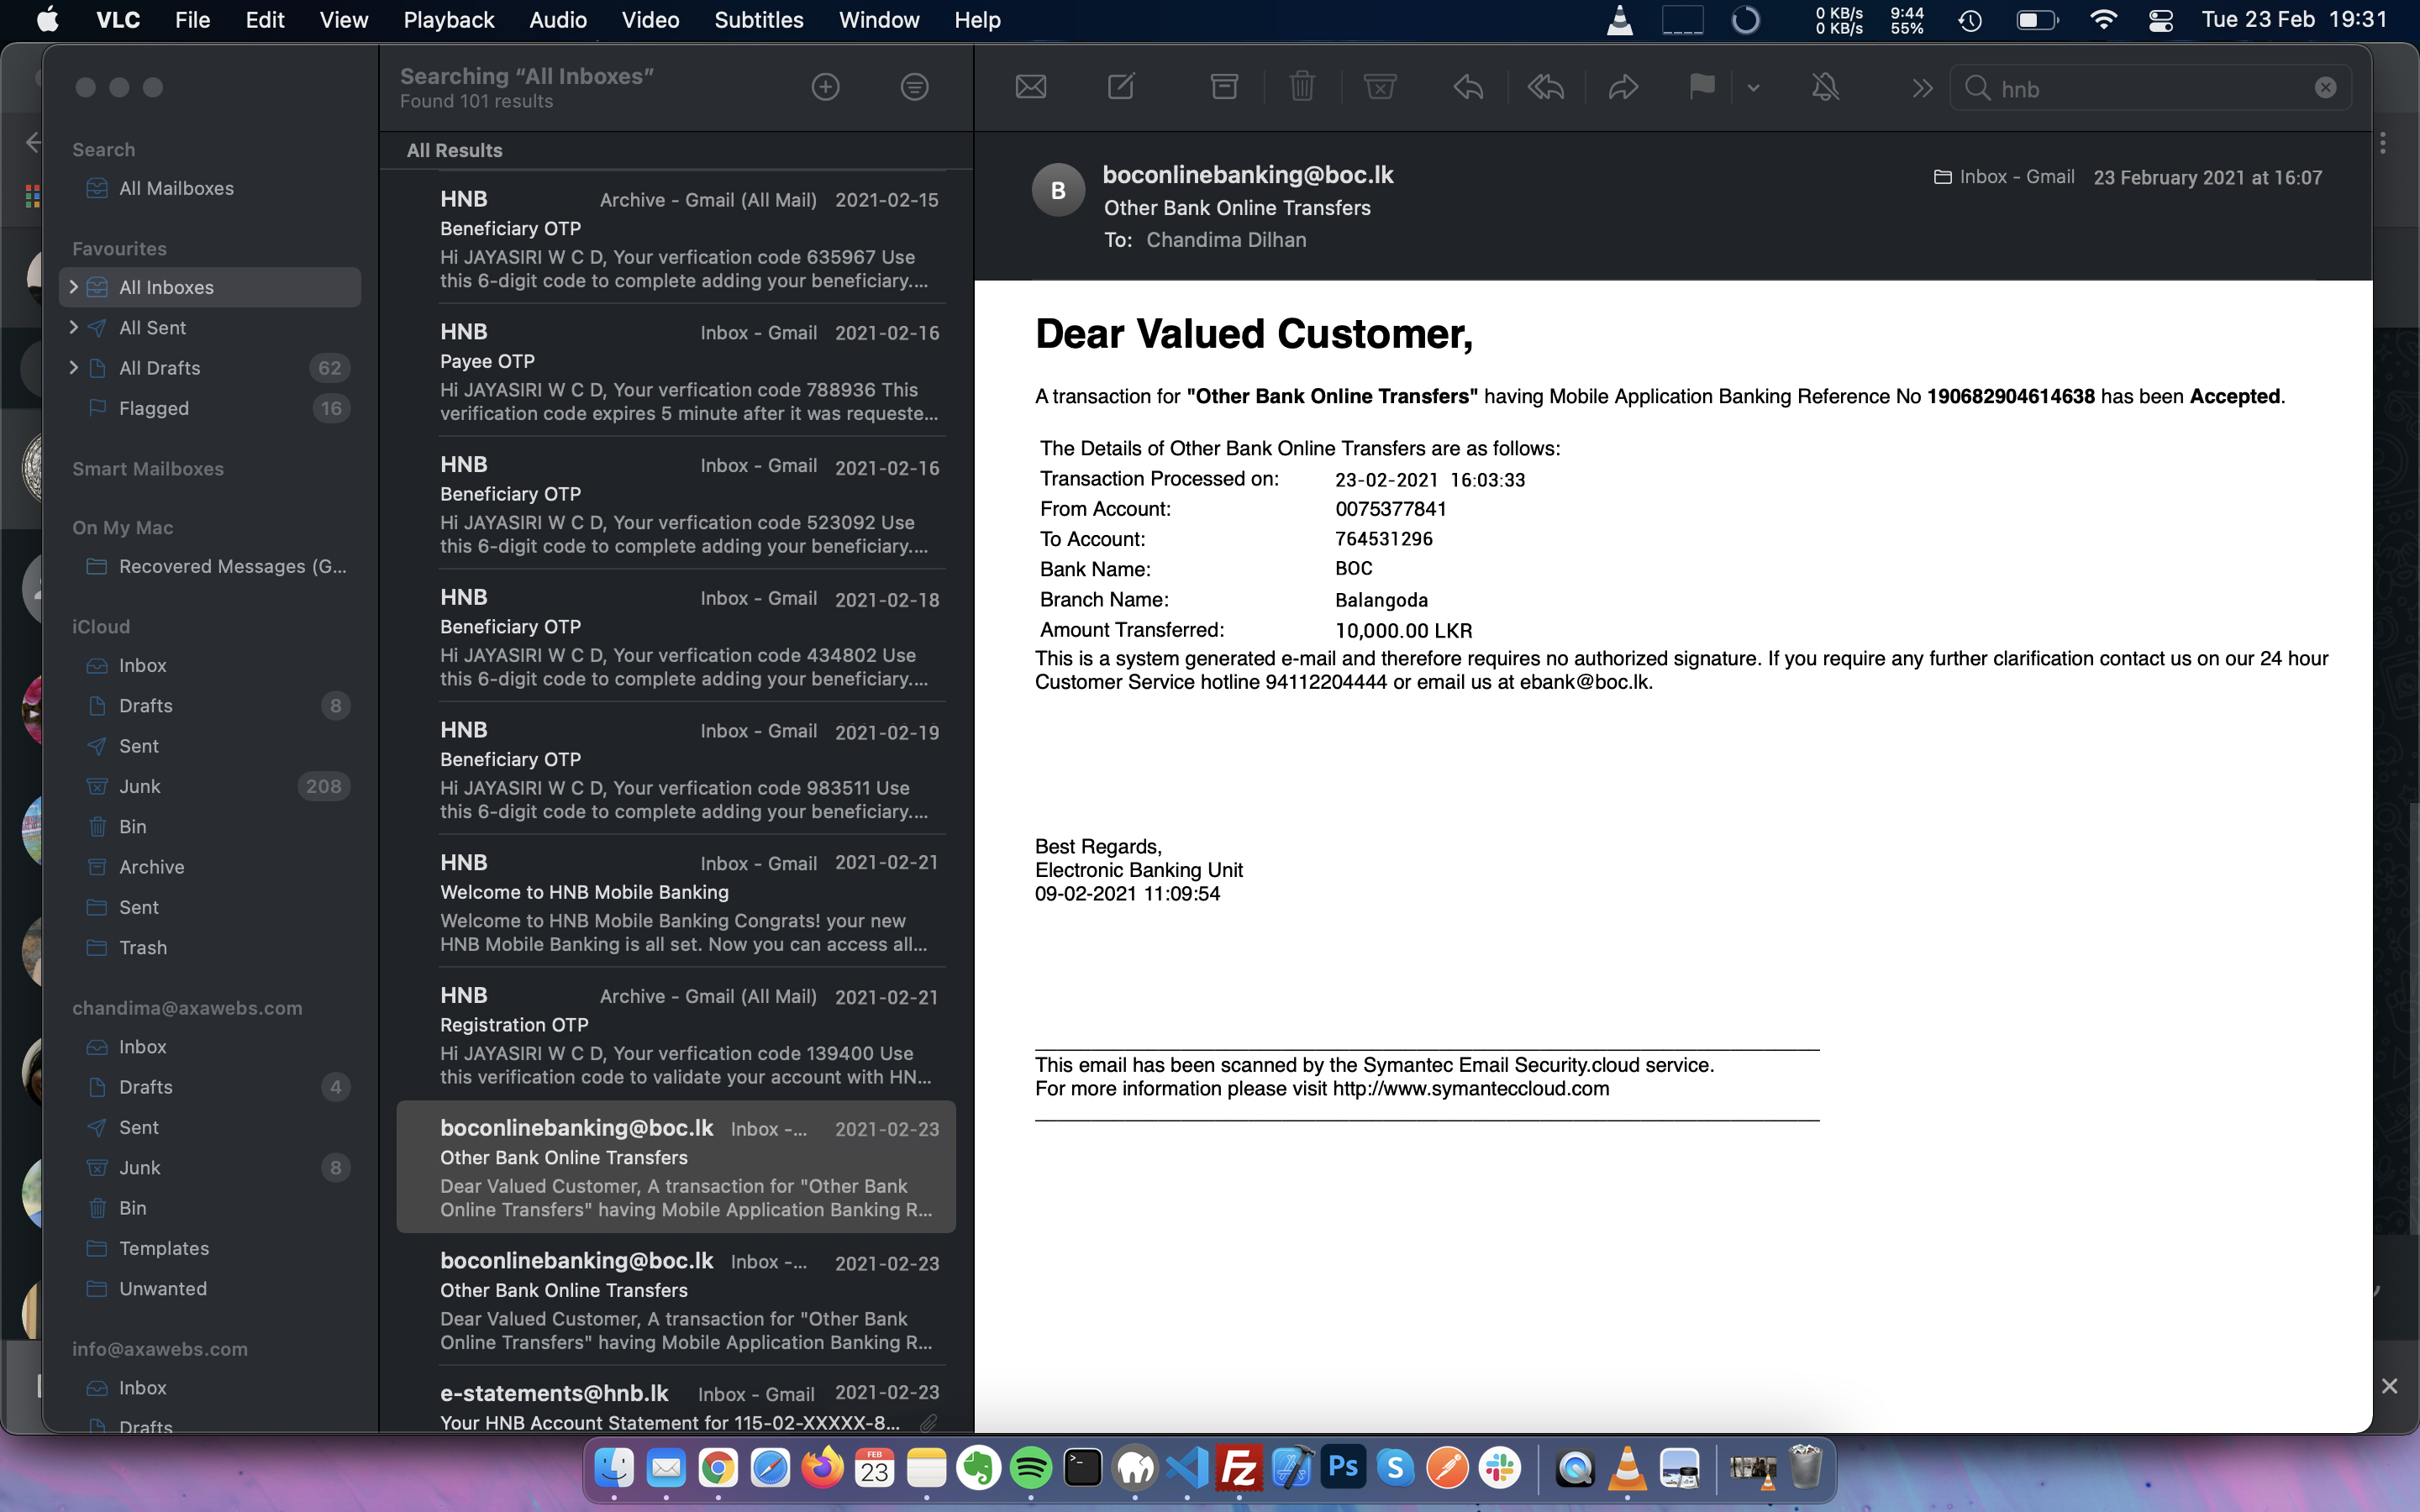 VLC File Edit View Playback Audio Video Subtitles Window Help
0 KB/s 9:44 Tue 23 Feb 19:31
0 KB/s 55%
Searching “All Inboxes”
Found 101 results
hnb
Search
All Mailboxes
Favourites
All Inboxes
All Sent
All Drafts 62
Flagged 16
Smart Mailboxes
On My Mac
Recovered Messages (G...
iCloud
Inbox
Drafts 8
Sent
Junk 208
Bin
Archive
Sent
Trash
chandima@axawebs.com
Inbox
Drafts 4
Sent
Junk 8
Bin
Templates
Unwanted
info@axawebs.com
Inbox
Drafts
All Results
HNB Archive - Gmail (All Mail) 2021-02-15
Beneficiary OTP
Hi JAYASIRI W C D, Your verfication code 635967 Use
this 6-digit code to complete adding your beneficiary....
HNB Inbox - Gmail 2021-02-16
Payee OTP
Hi JAYASIRI W C D, Your verfication code 788936 This
verification code expires 5 minute after it was requeste...
HNB Inbox - Gmail 2021-02-16
Beneficiary OTP
Hi JAYASIRI W C D, Your verfication code 523092 Use
this 6-digit code to complete adding your beneficiary....
HNB Inbox - Gmail 2021-02-18
Beneficiary OTP
Hi JAYASIRI W C D, Your verfication code 434802 Use
this 6-digit code to complete adding your beneficiary....
HNB Inbox - Gmail 2021-02-19
Beneficiary OTP
Hi JAYASIRI W C D, Your verfication code 983511 Use
this 6-digit code to complete adding your beneficiary....
HNB Inbox - Gmail 2021-02-21
Welcome to HNB Mobile Banking
Welcome to HNB Mobile Banking Congrats! your new
HNB Mobile Banking is all set. Now you can access all...
HNB Archive - Gmail (All Mail) 2021-02-21
Registration OTP
Hi JAYASIRI W C D, Your verfication code 139400 Use
this verification code to validate your account with HN...
boconlinebanking@boc.lk Inbox -... 2021-02-23
Other Bank Online Transfers
Dear Valued Customer, A transaction for "Other Bank
Online Transfers" having Mobile Application Banking R...
boconlinebanking@boc.lk Inbox -... 2021-02-23
Other Bank Online Transfers
Dear Valued Customer, A transaction for "Other Bank
Online Transfers" having Mobile Application Banking R...
e-statements@hnb.lk Inbox - Gmail 2021-02-23
Your HNB Account Statement for 115-02-XXXXX-8...
B
boconlinebanking@boc.lk Inbox - Gmail 23 February 2021 at 16:07
Other Bank Online Transfers
To: Chandima Dilhan
Dear Valued Customer,
A transaction for "Other Bank Online Transfers" having Mobile Application Banking Reference No 190682904614638 has been Accepted.
The Details of Other Bank Online Transfers are as follows:
Transaction Processed on: 23-02-2021 16:03:33
From Account: 0075377841
To Account: 764531296
Bank Name: BOC
Branch Name: Balangoda
Amount Transferred: 10,000.00 LKR
This is a system generated e-mail and therefore requires no authorized signature. If you require any further clarification contact us on our 24 hour
Customer Service hotline 94112204444 or email us at ebank@boc.lk.
Best Regards,
Electronic Banking Unit
09-02-2021 11:09:54
This email has been scanned by the Symantec Email Security.cloud service.
For more information please visit http://www.symanteccloud.com
FEB
23
Fz
Ps
S